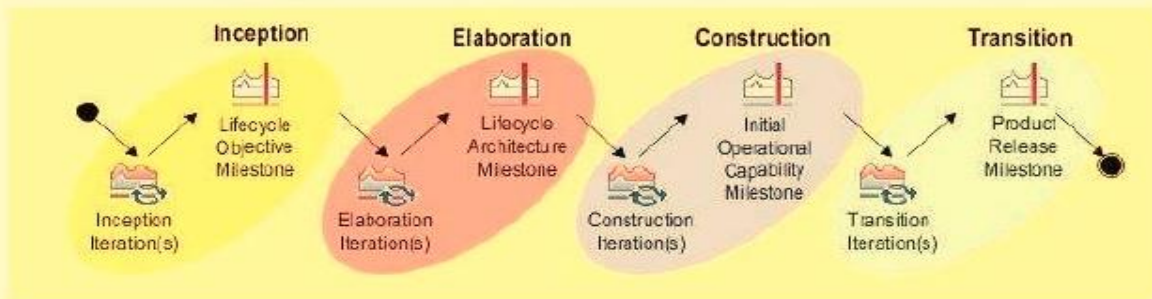 Inception
Elaboration
Construction
Transition
Lifecycle
Objective
Milestone
Lifecycle
Architecture
Milestone
Initial
Operational
Capability
Milestone
Product
Release
Milestone
Inception
Iteration(s)
Elaboration
Iteration(s)
Construction
Iteration(s)
Transition
Iteration(s)